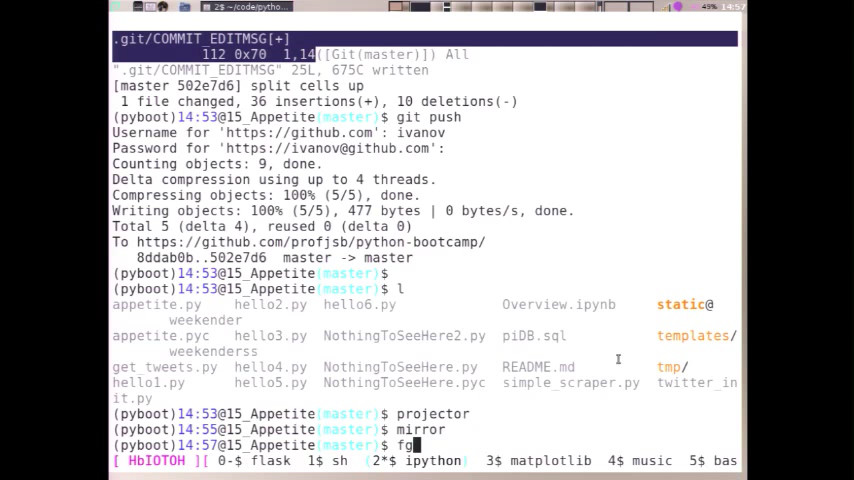 2$ ~/code/pytho... 49% 14:57
.git/COMMIT_EDITMSG[+]
112 0x70  1,14([Git(master)]) All
".git/COMMIT_EDITMSG" 25L, 675C written
[master 502e7d6] split cells up
 1 file changed, 36 insertions(+), 10 deletions(-)
(pyboot)14:53@15_Appetite(master)$ git push
Username for 'https://github.com': ivanov
Password for 'https://ivanov@github.com':
Counting objects: 9, done.
Delta compression using up to 4 threads.
Compressing objects: 100% (5/5), done.
Writing objects: 100% (5/5), 477 bytes | 0 bytes/s, done.
Total 5 (delta 4), reused 0 (delta 0)
To https://github.com/profjsb/python-bootcamp/
   8ddab0b..502e7d6  master -> master
(pyboot)14:53@15_Appetite(master)$
(pyboot)14:53@15_Appetite(master)$ l
appetite.py    hello2.py  hello6.py            Overview.ipynb     static@
       weekender
appetite.pyc   hello3.py  NothingToSeeHere2.py  piDB.sql           templates/
       weekenderss
get_tweets.py  hello4.py  NothingToSeeHere.py   README.md          tmp/
hello1.py      hello5.py  NothingToSeeHere.pyc  simple_scraper.py  twitter_in
it.py
(pyboot)14:53@15_Appetite(master)$ projector
(pyboot)14:55@15_Appetite(master)$ mirror
(pyboot)14:57@15_Appetite(master)$ fg
[ HbIOTOH ][ 0-$ flask  1$ sh  (2*$ ipython)  3$ matplotlib  4$ music  5$ bas